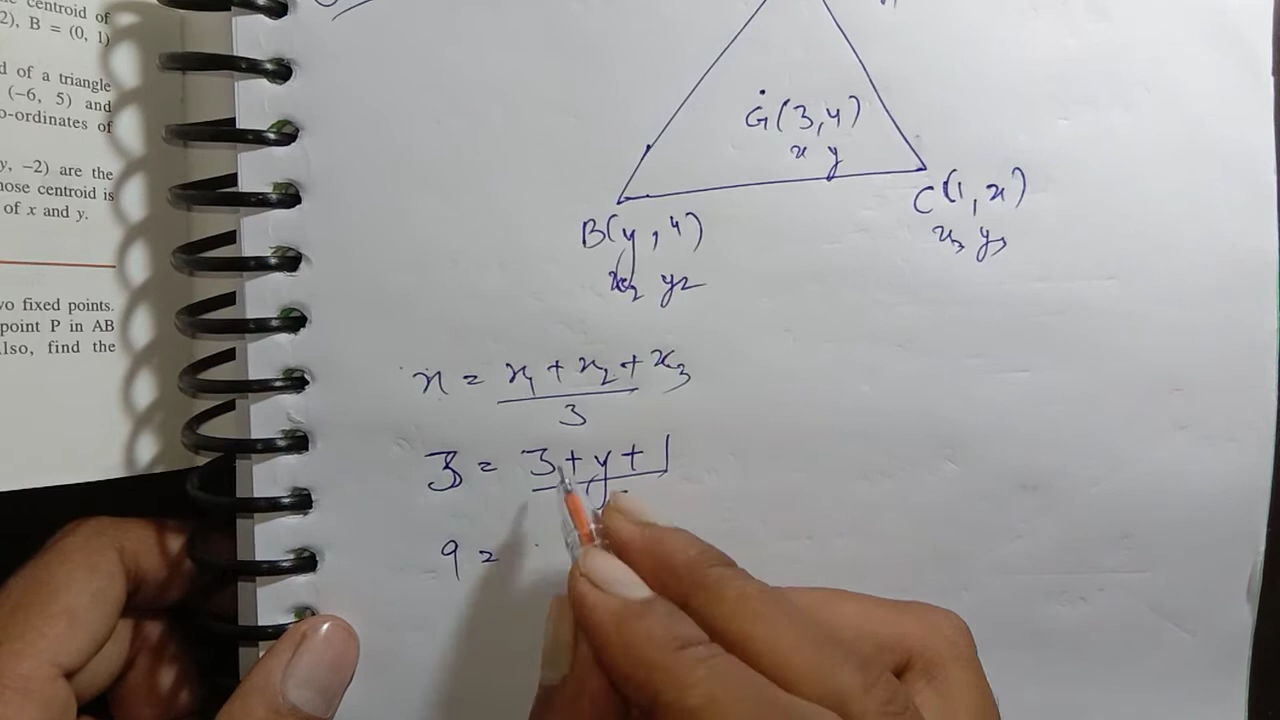 centroid of
2), B = (0, 1)
d of a triangle
(–6, 5) and
o-ordinates of
y, –2) are the
hose centroid is
of x and y.
vo fixed points.
point P in AB
lso, find the
G(3,4)
x y
B(y,4)
x2 y2
C(1,x)
x3 y3
x = x1 + x2 + x3
3
3 = 3+y+1
9 =